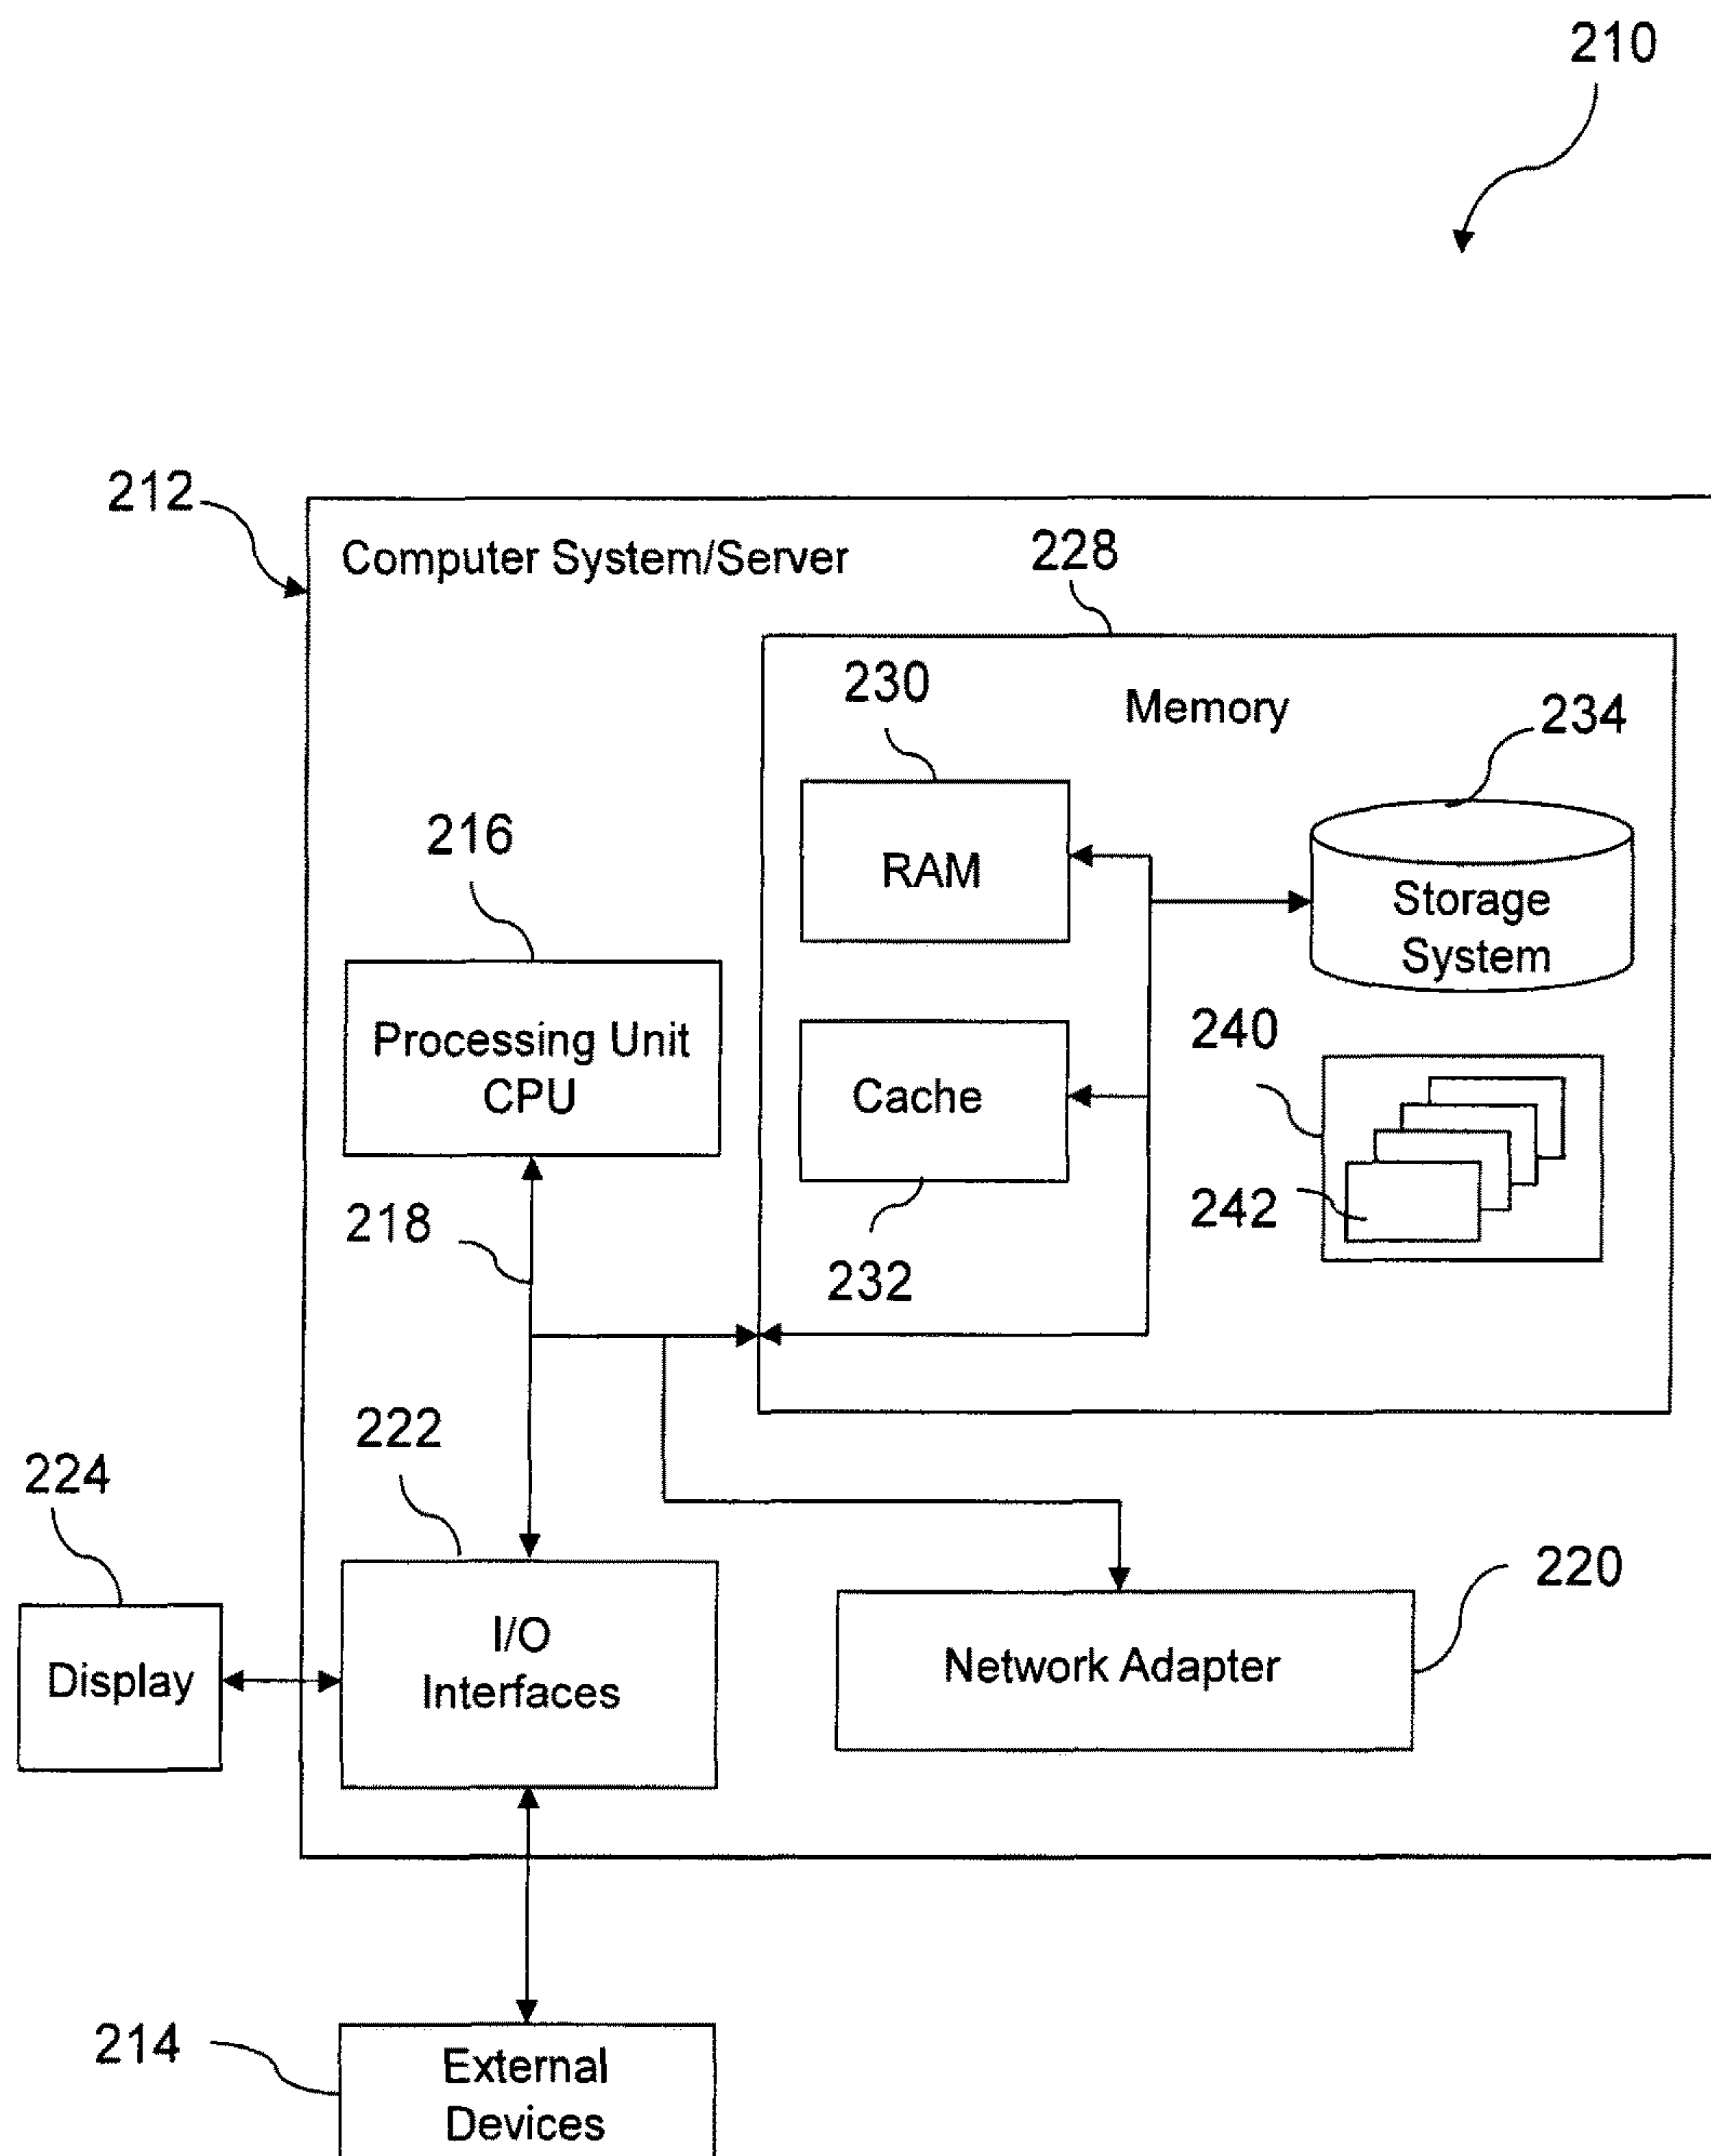 210
212
Computer System/Server
228
230
Memory
234
RAM
Storage
System
216
Processing Unit
CPU
240
Cache
242
218
232
222
224
I/O
Interfaces
Display
220
Network Adapter
214
External
Devices